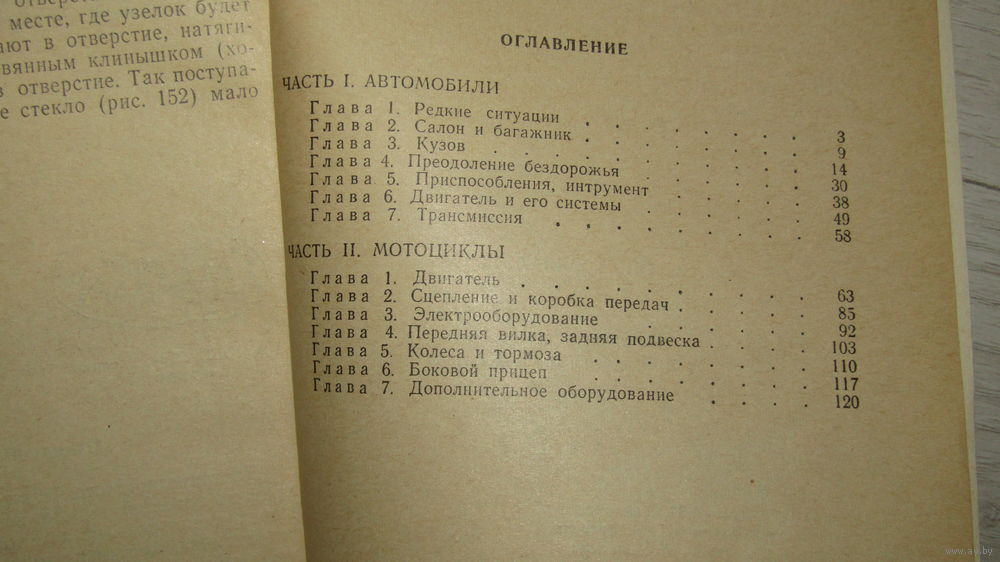 отверст
месте, где узелок будет
ают в отверстие, натяги-
вянным клинышком (хо-
в отверстие. Так поступа-
е стекло (рис. 152) мало
ОГЛАВЛЕНИЕ
ЧАСТЬ I. АВТОМОБИЛИ
Глава 1. Редкие ситуации . . . . . . . 3
Глава 2. Салон и багажник . . . . . . . 9
Глава 3. Кузов . . . . . . . . . 14
Глава 4. Преодоление бездорожья . . . . . . 30
Глава 5. Приспособления, интрумент . . . . . 38
Глава 6. Двигатель и его системы . . . . . . 49
Глава 7. Трансмиссия . . . . . . . . 58
ЧАСТЬ II. МОТОЦИКЛЫ
Глава 1. Двигатель . . . . . . . . 63
Глава 2. Сцепление и коробка передач . . . . . 85
Глава 3. Электрооборудование . . . . . . 92
Глава 4. Передняя вилка, задняя подвеска . . . . 103
Глава 5. Колеса и тормоза . . . . . . . 110
Глава 6. Боковой прицеп . . . . . . . 117
Глава 7. Дополнительное оборудование . . . . 120
www.ay.by